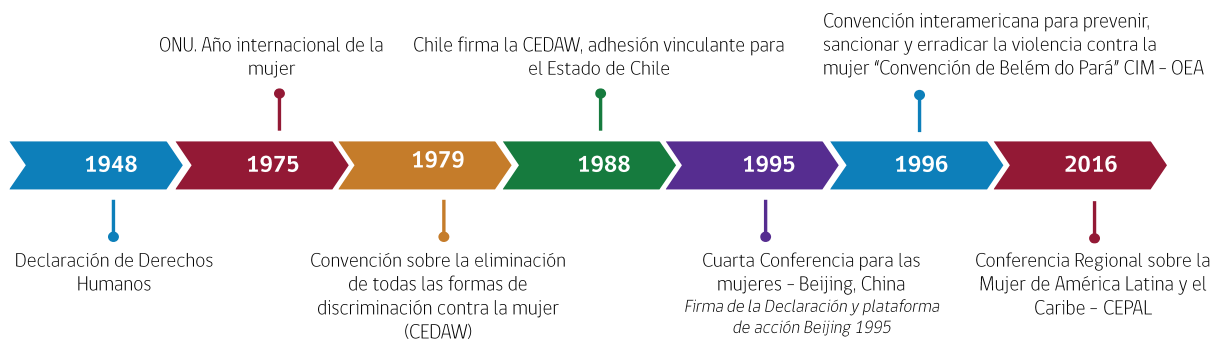 ONU. Año internacional de la
mujer
Chile firma la CEDAW, adhesión vinculante para
el Estado de Chile
Convención interamericana para prevenir,
sancionar y erradicar la violencia contra la
mujer “Convención de Belém do Pará” CIM – OEA
1948
1975
1979
1988
1995
1996
2016
Declaración de Derechos
Humanos
Convención sobre la eliminación
de todas las formas de
discriminación contra la mujer
(CEDAW)
Cuarta Conferencia para las
mujeres – Beijing, China
Firma de la Declaración y plataforma
de acción Beijing 1995
Conferencia Regional sobre la
Mujer de América Latina y el
Caribe – CEPAL